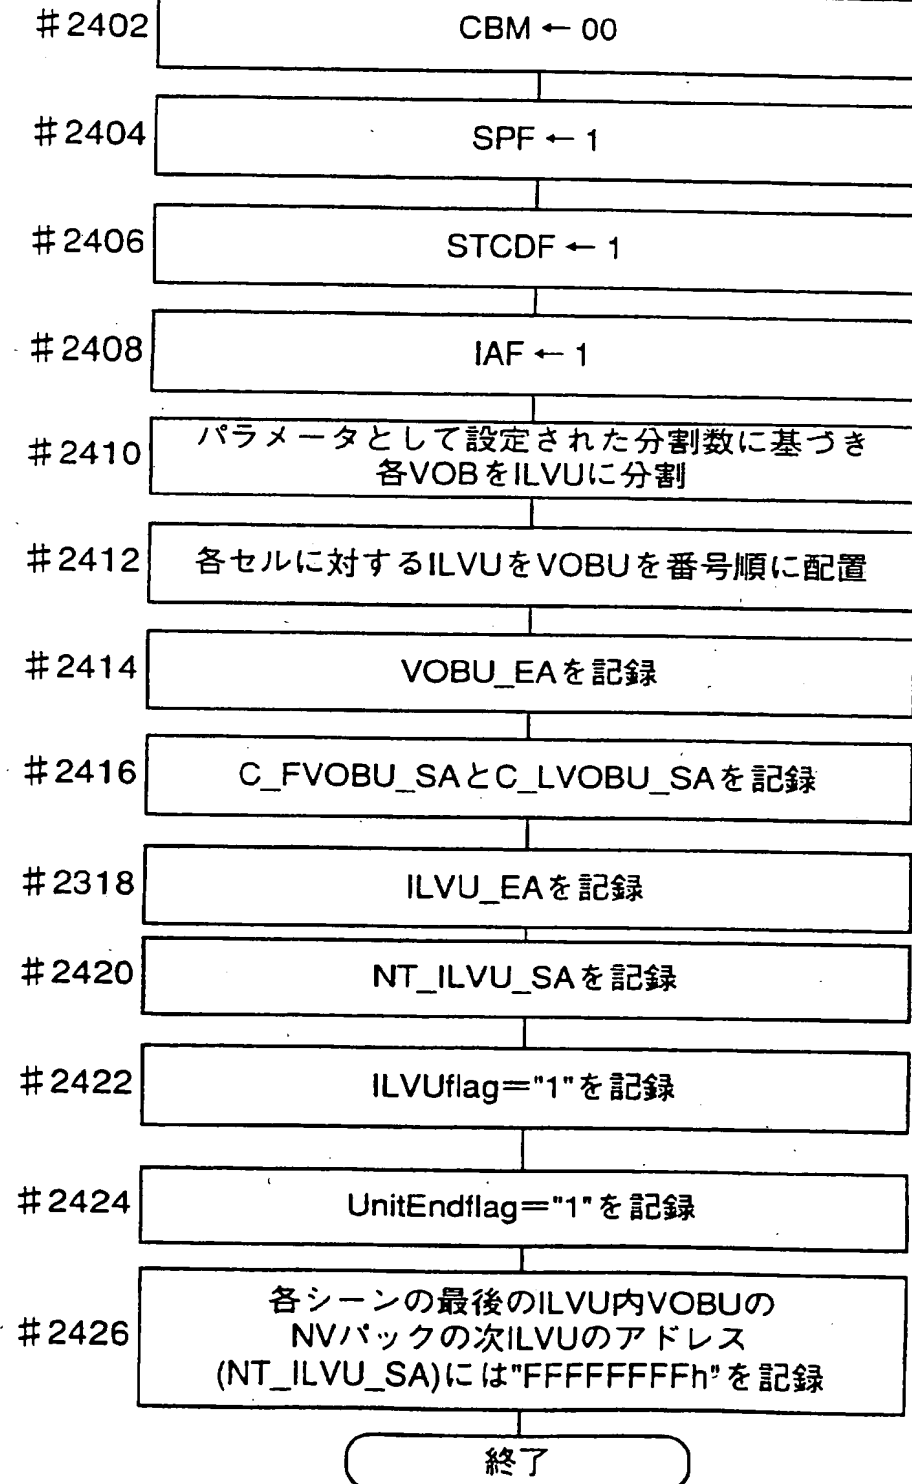 #2402 CBM ← 00
#2404 SPF ← 1
#2406 STCDF ← 1
#2408 IAF ← 1
#2410 パラメータとして設定された分割数に基づき
各VOBをILVUに分割
#2412 各セルに対するILVUをVOBUを番号順に配置
#2414 VOBU_EAを記録
#2416 C_FVOBU_SAとC_LVOBU_SAを記録
#2318 ILVU_EAを記録
#2420 NT_ILVU_SAを記録
#2422 ILVUflag="1"を記録
#2424 UnitEndflag="1"を記録
#2426 各シーンの最後のILVU内VOBUの
NVパックの次ILVUのアドレス
(NT_ILVU_SA)には"FFFFFFFFh"を記録
終了